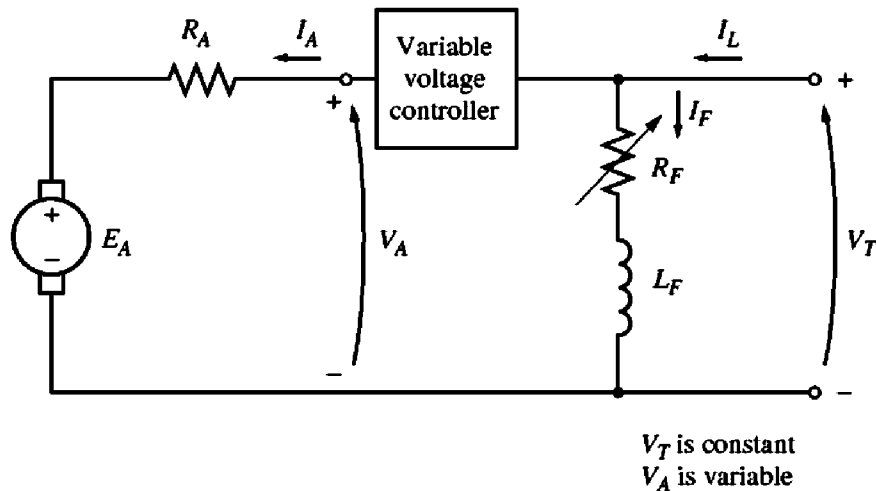 R_A
I_A
Variable
voltage
controller
I_L
+
+
I_F
R_F
+
−
E_A
V_A
V_T
L_F
−
−
V_T is constant
V_A is variable